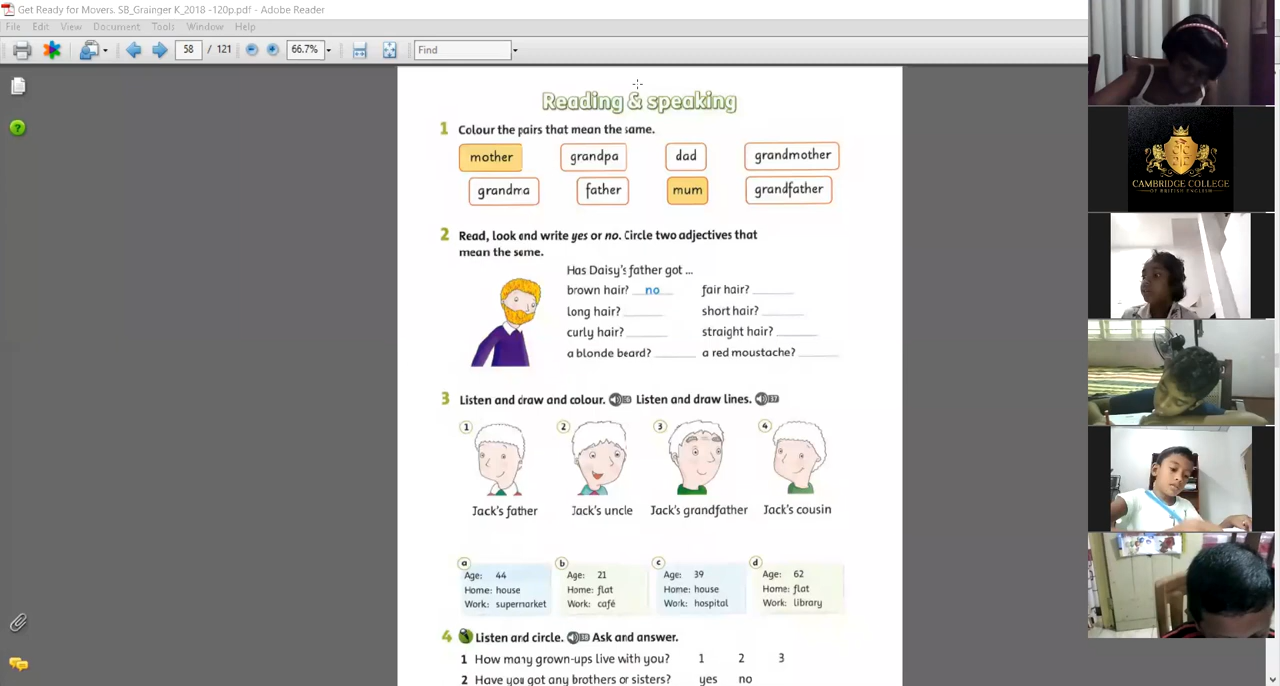 Get Ready for Movers. SB_Grainger K_2018 -120p.pdf - Adobe Reader
File Edit View Document Tools Window Help
58 / 121 66.7% Find
Reading & speaking
1 Colour the pairs that mean the same.
mother grandpa dad grandmother
grandma father mum grandfather
2 Read, look and write yes or no. Circle two adjectives that
mean the same.
Has Daisy's father got ...
brown hair? no fair hair?
long hair? short hair?
curly hair? straight hair?
a blonde beard? a red moustache?
3 Listen and draw and colour. Listen and draw lines. 37
1 2 3 4
Jack's father Jack's uncle Jack's grandfather Jack's cousin
a b c d
Age: 44 Age: 21 Age: 39 Age: 62
Home: house Home: flat Home: house Home: flat
Work: supermarket Work: café Work: hospital Work: library
4 Listen and circle. Ask and answer.
1 How many grown-ups live with you? 1 2 3
2 Have you got any brothers or sisters? yes no
CAMBRIDGE COLLEGE
OF BRITISH ENGLISH